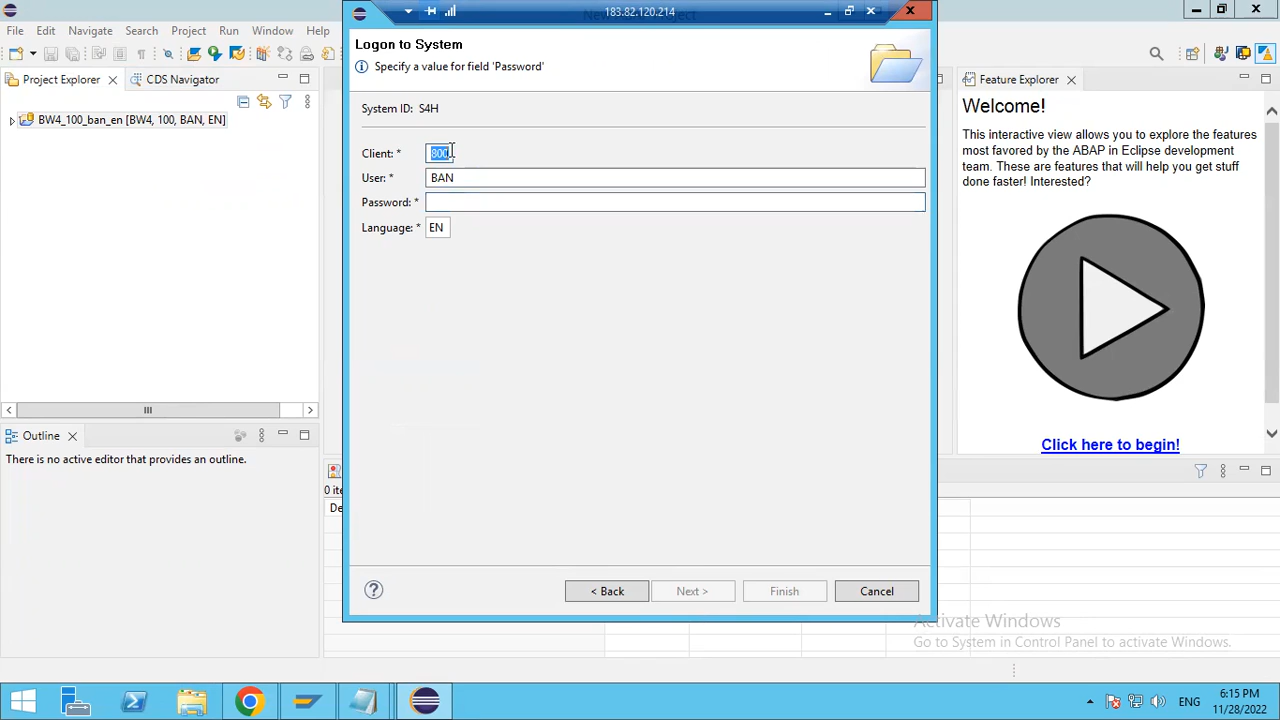 183.82.120.214
File Edit Navigate Search Project Run Window Help
Logon to System
Specify a value for field 'Password'
Project Explorer
CDS Navigator
Feature Explorer
BW4_100_ban_en [BW4, 100, BAN, EN]
System ID: S4H
Client: * 800
User: * BAN
Password: *
Language: * EN
Welcome!
This interactive view allows you to explore the features
most favored by the ABAP in Eclipse development
team. These are features that will help you get stuff
done faster! Interested?
Click here to begin!
Outline
There is no active editor that provides an outline.
0 ite
De
< Back
Next >
Finish
Cancel
Activate Windows
Go to System in Control Panel to activate Windows.
ENG
6:15 PM
11/28/2022